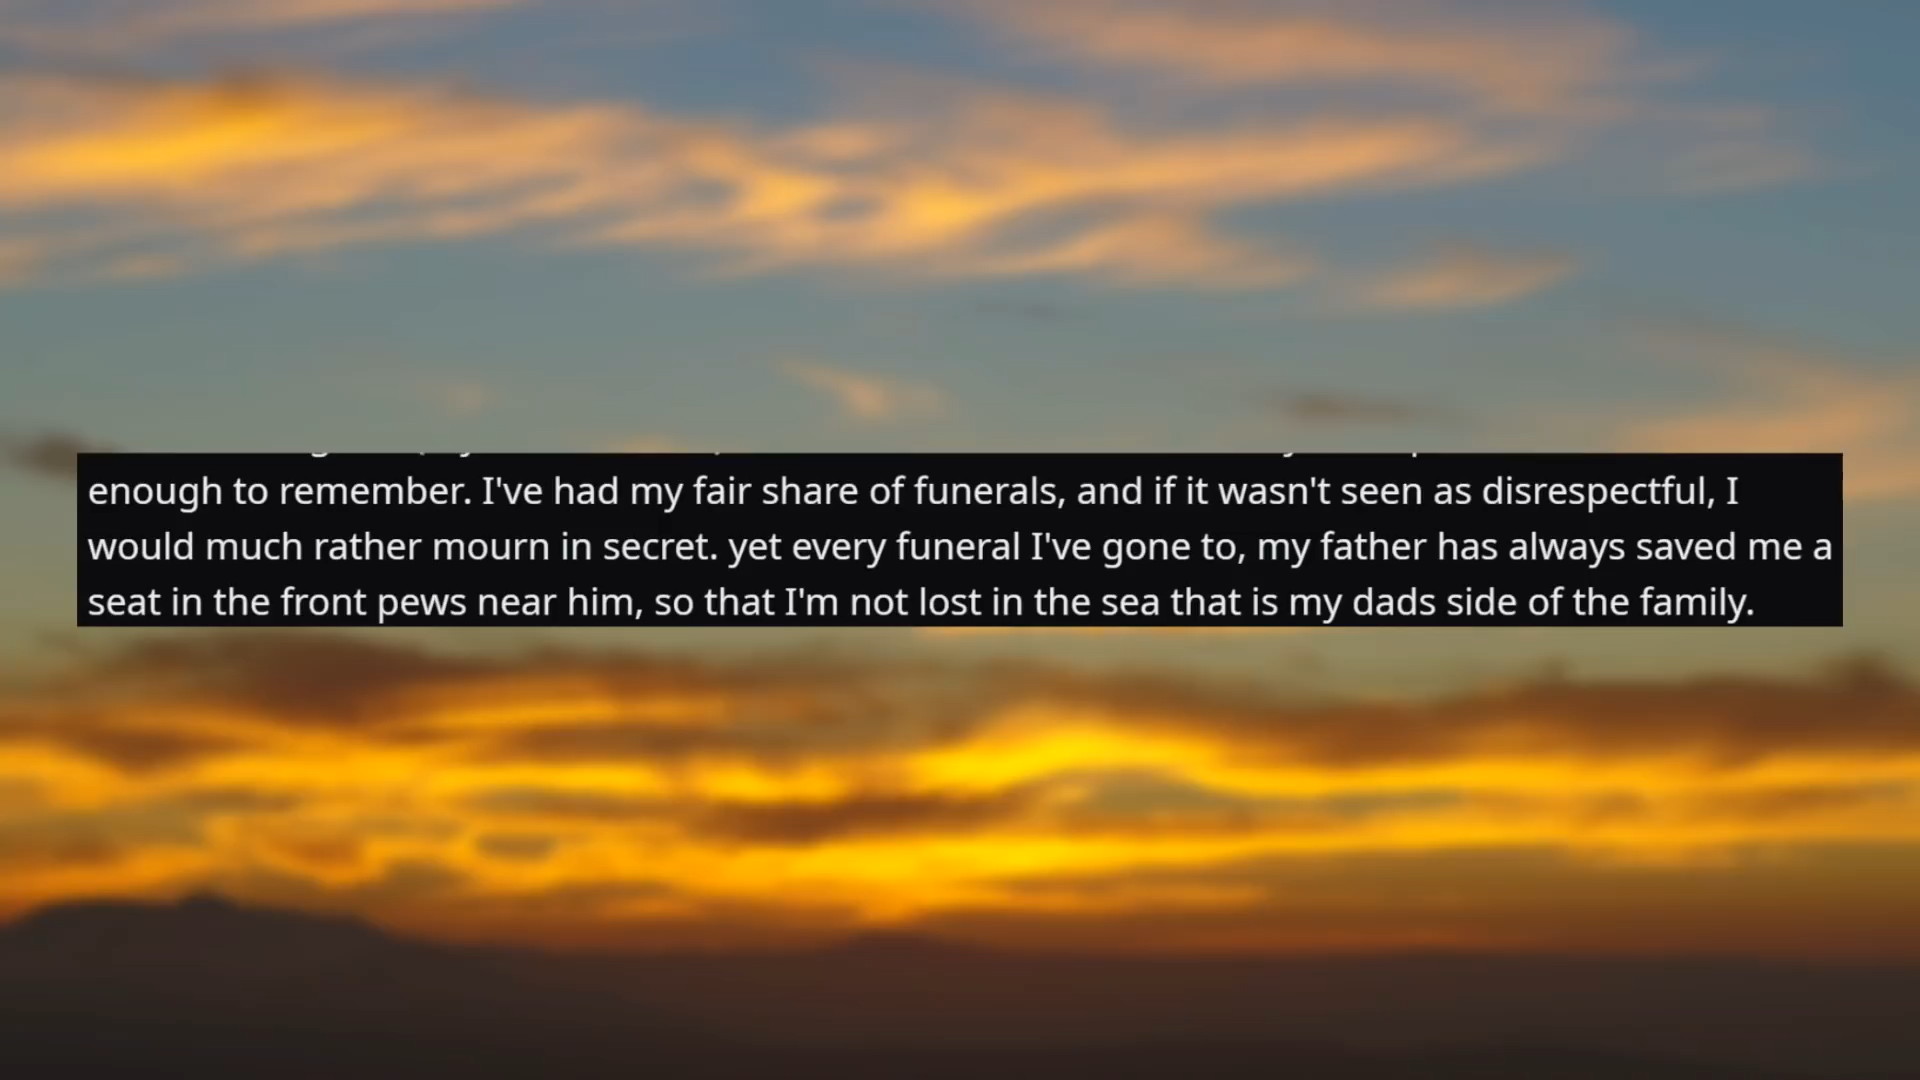 enough to remember. I've had my fair share of funerals, and if it wasn't seen as disrespectful, I
would much rather mourn in secret. yet every funeral I've gone to, my father has always saved me a
seat in the front pews near him, so that I'm not lost in the sea that is my dads side of the family.